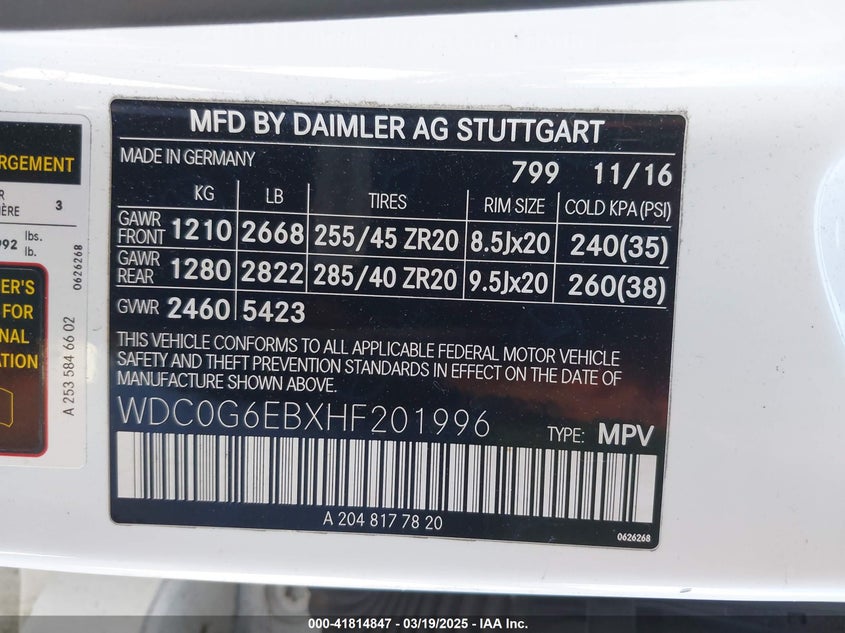 RGEMENT
R
IÈRE 3
992 lbs.
lb.
0626268
ER'S
FOR
NAL
ATION
A 253 584 66 02
MFD BY DAIMLER AG STUTTGART
MADE IN GERMANY 799 11/16
KG LB TIRES RIM SIZE COLD KPA (PSI)
GAWR FRONT 1210 2668 255/45 ZR20 8.5Jx20 240(35)
GAWR REAR 1280 2822 285/40 ZR20 9.5Jx20 260(38)
GVWR 2460 5423
THIS VEHICLE CONFORMS TO ALL APPLICABLE FEDERAL MOTOR VEHICLE
SAFETY AND THEFT PREVENTION STANDARDS IN EFFECT ON THE DATE OF
MANUFACTURE SHOWN ABOVE.
WDC0G6EBXHF201996 TYPE: MPV
A 204 817 78 20
0626268
000-41814847 - 03/19/2025 - IAA Inc.